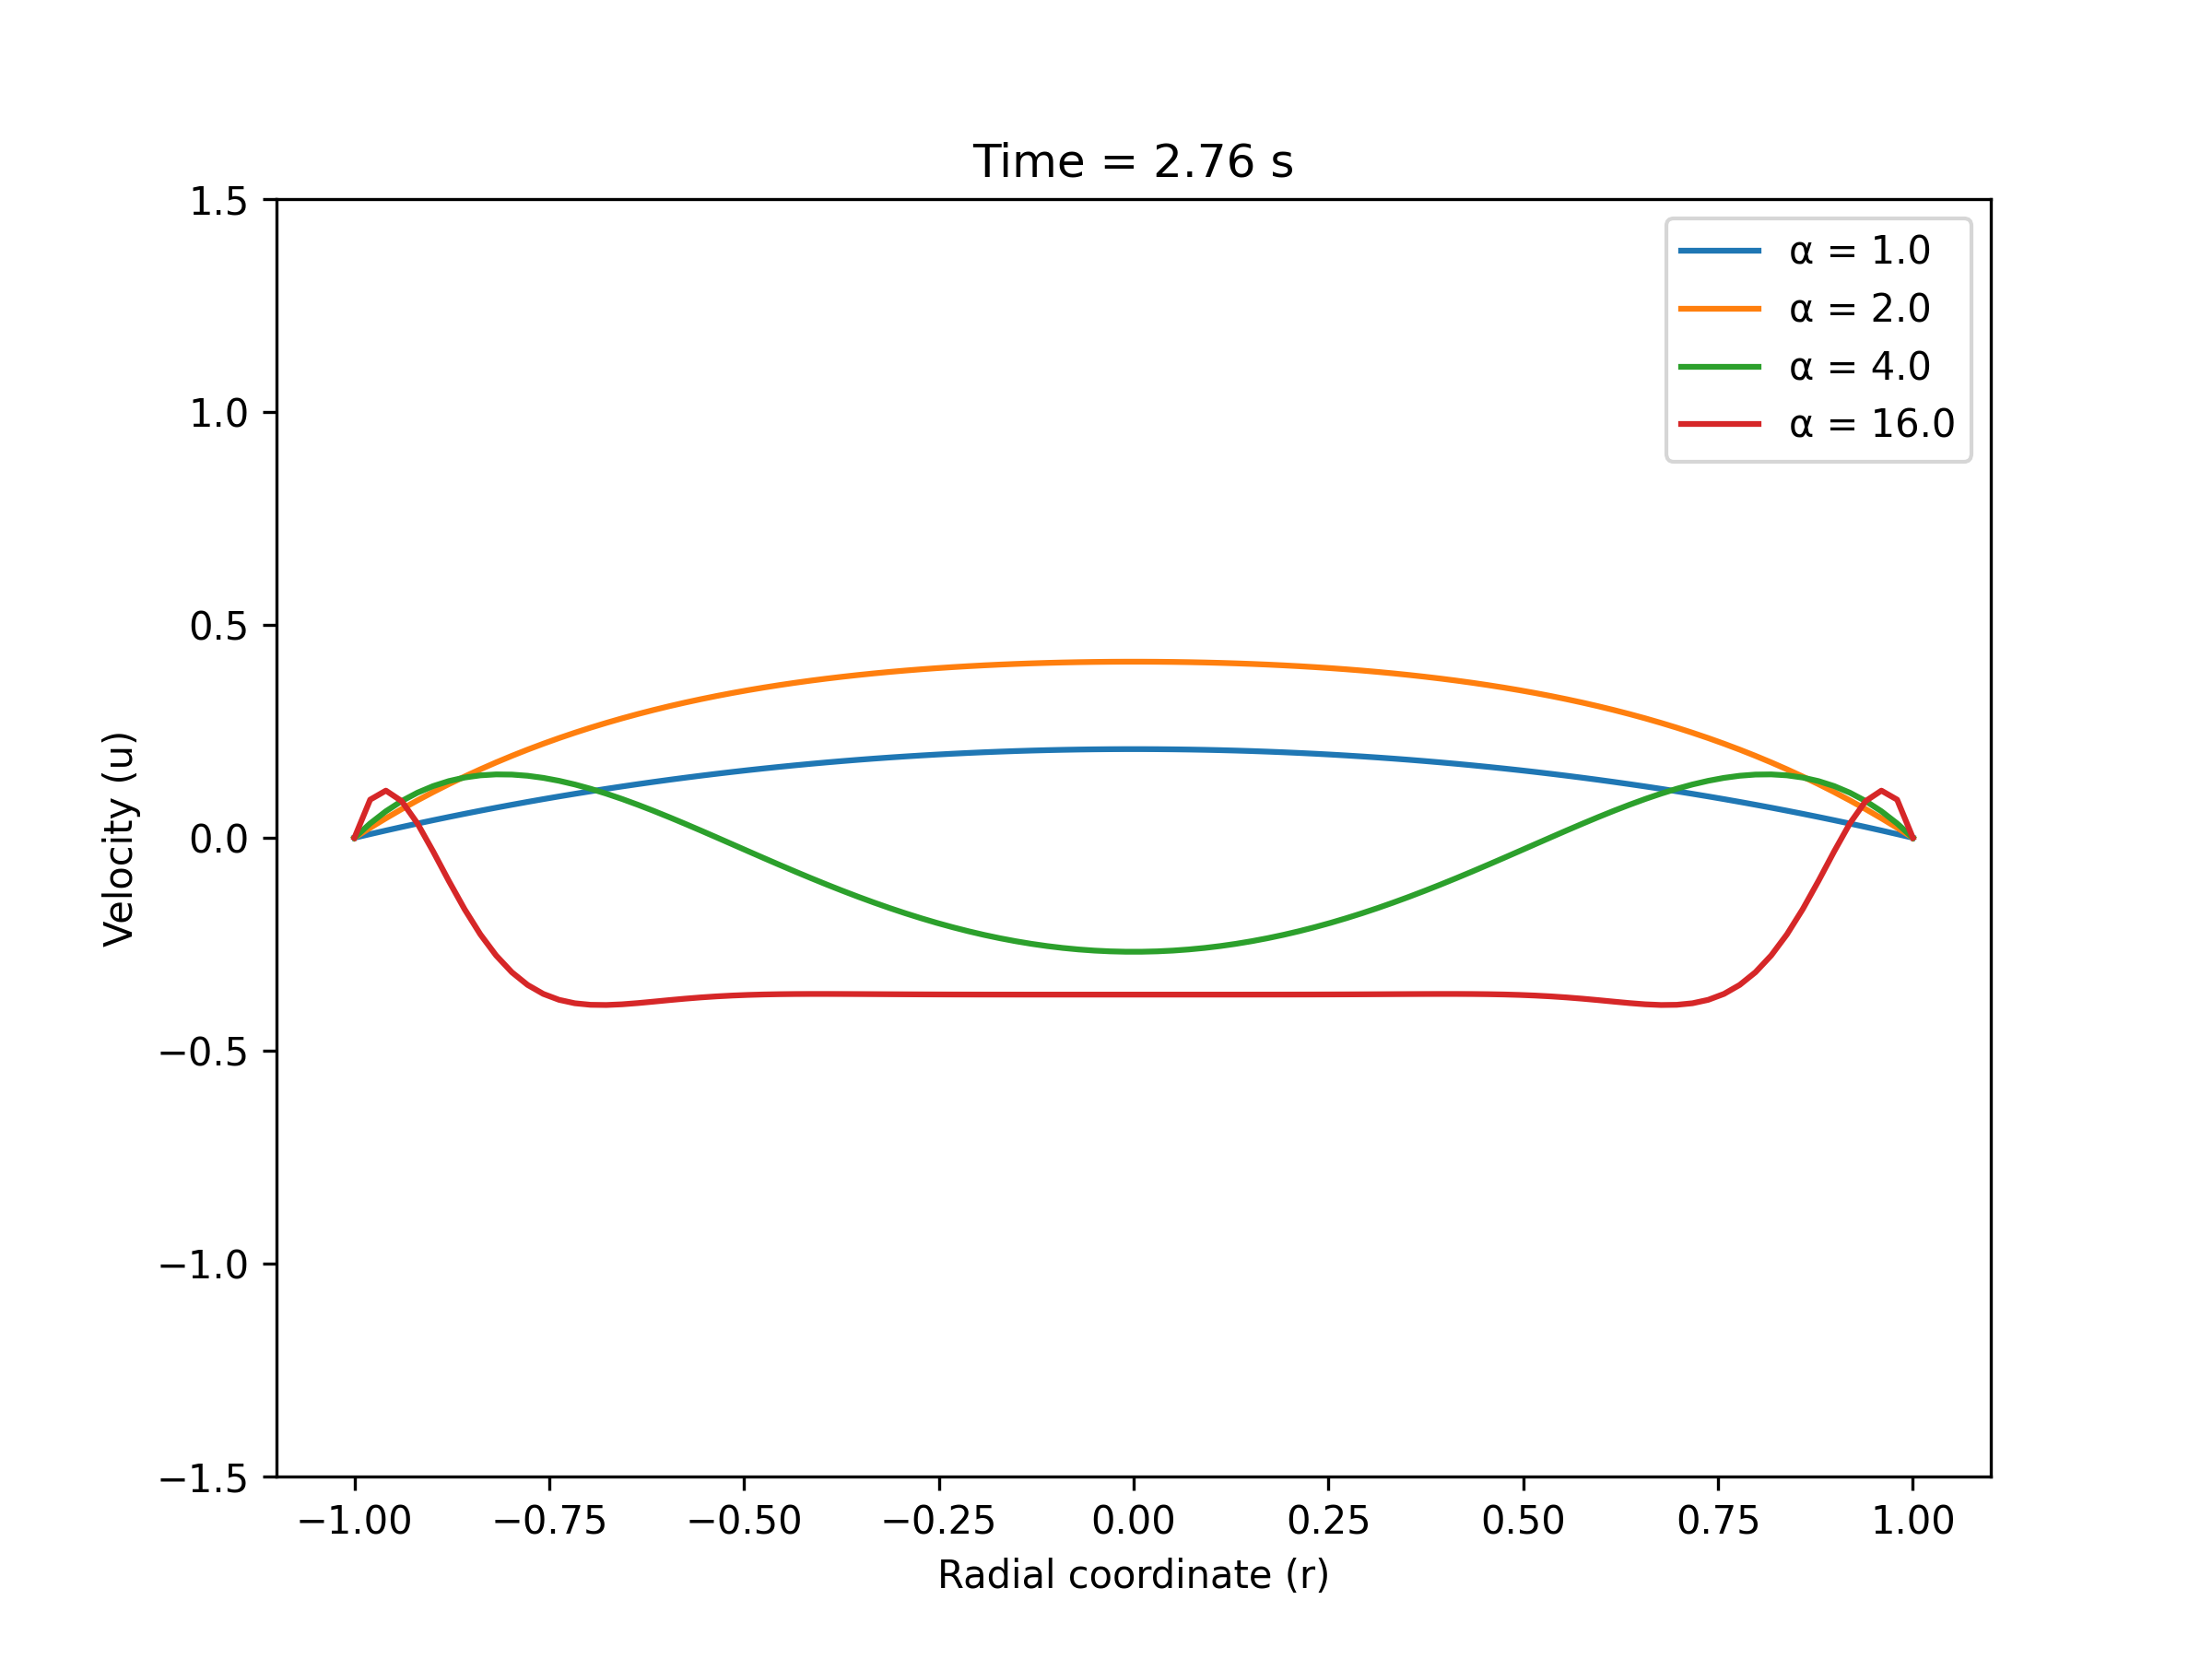 Time = 2.76 s
1.5
1.0
0.5
0.0
−0.5
−1.0
−1.5
Velocity (u)
α = 1.0
α = 2.0
α = 4.0
α = 16.0
−1.00 −0.75 −0.50 −0.25 0.00 0.25 0.50 0.75 1.00
Radial coordinate (r)